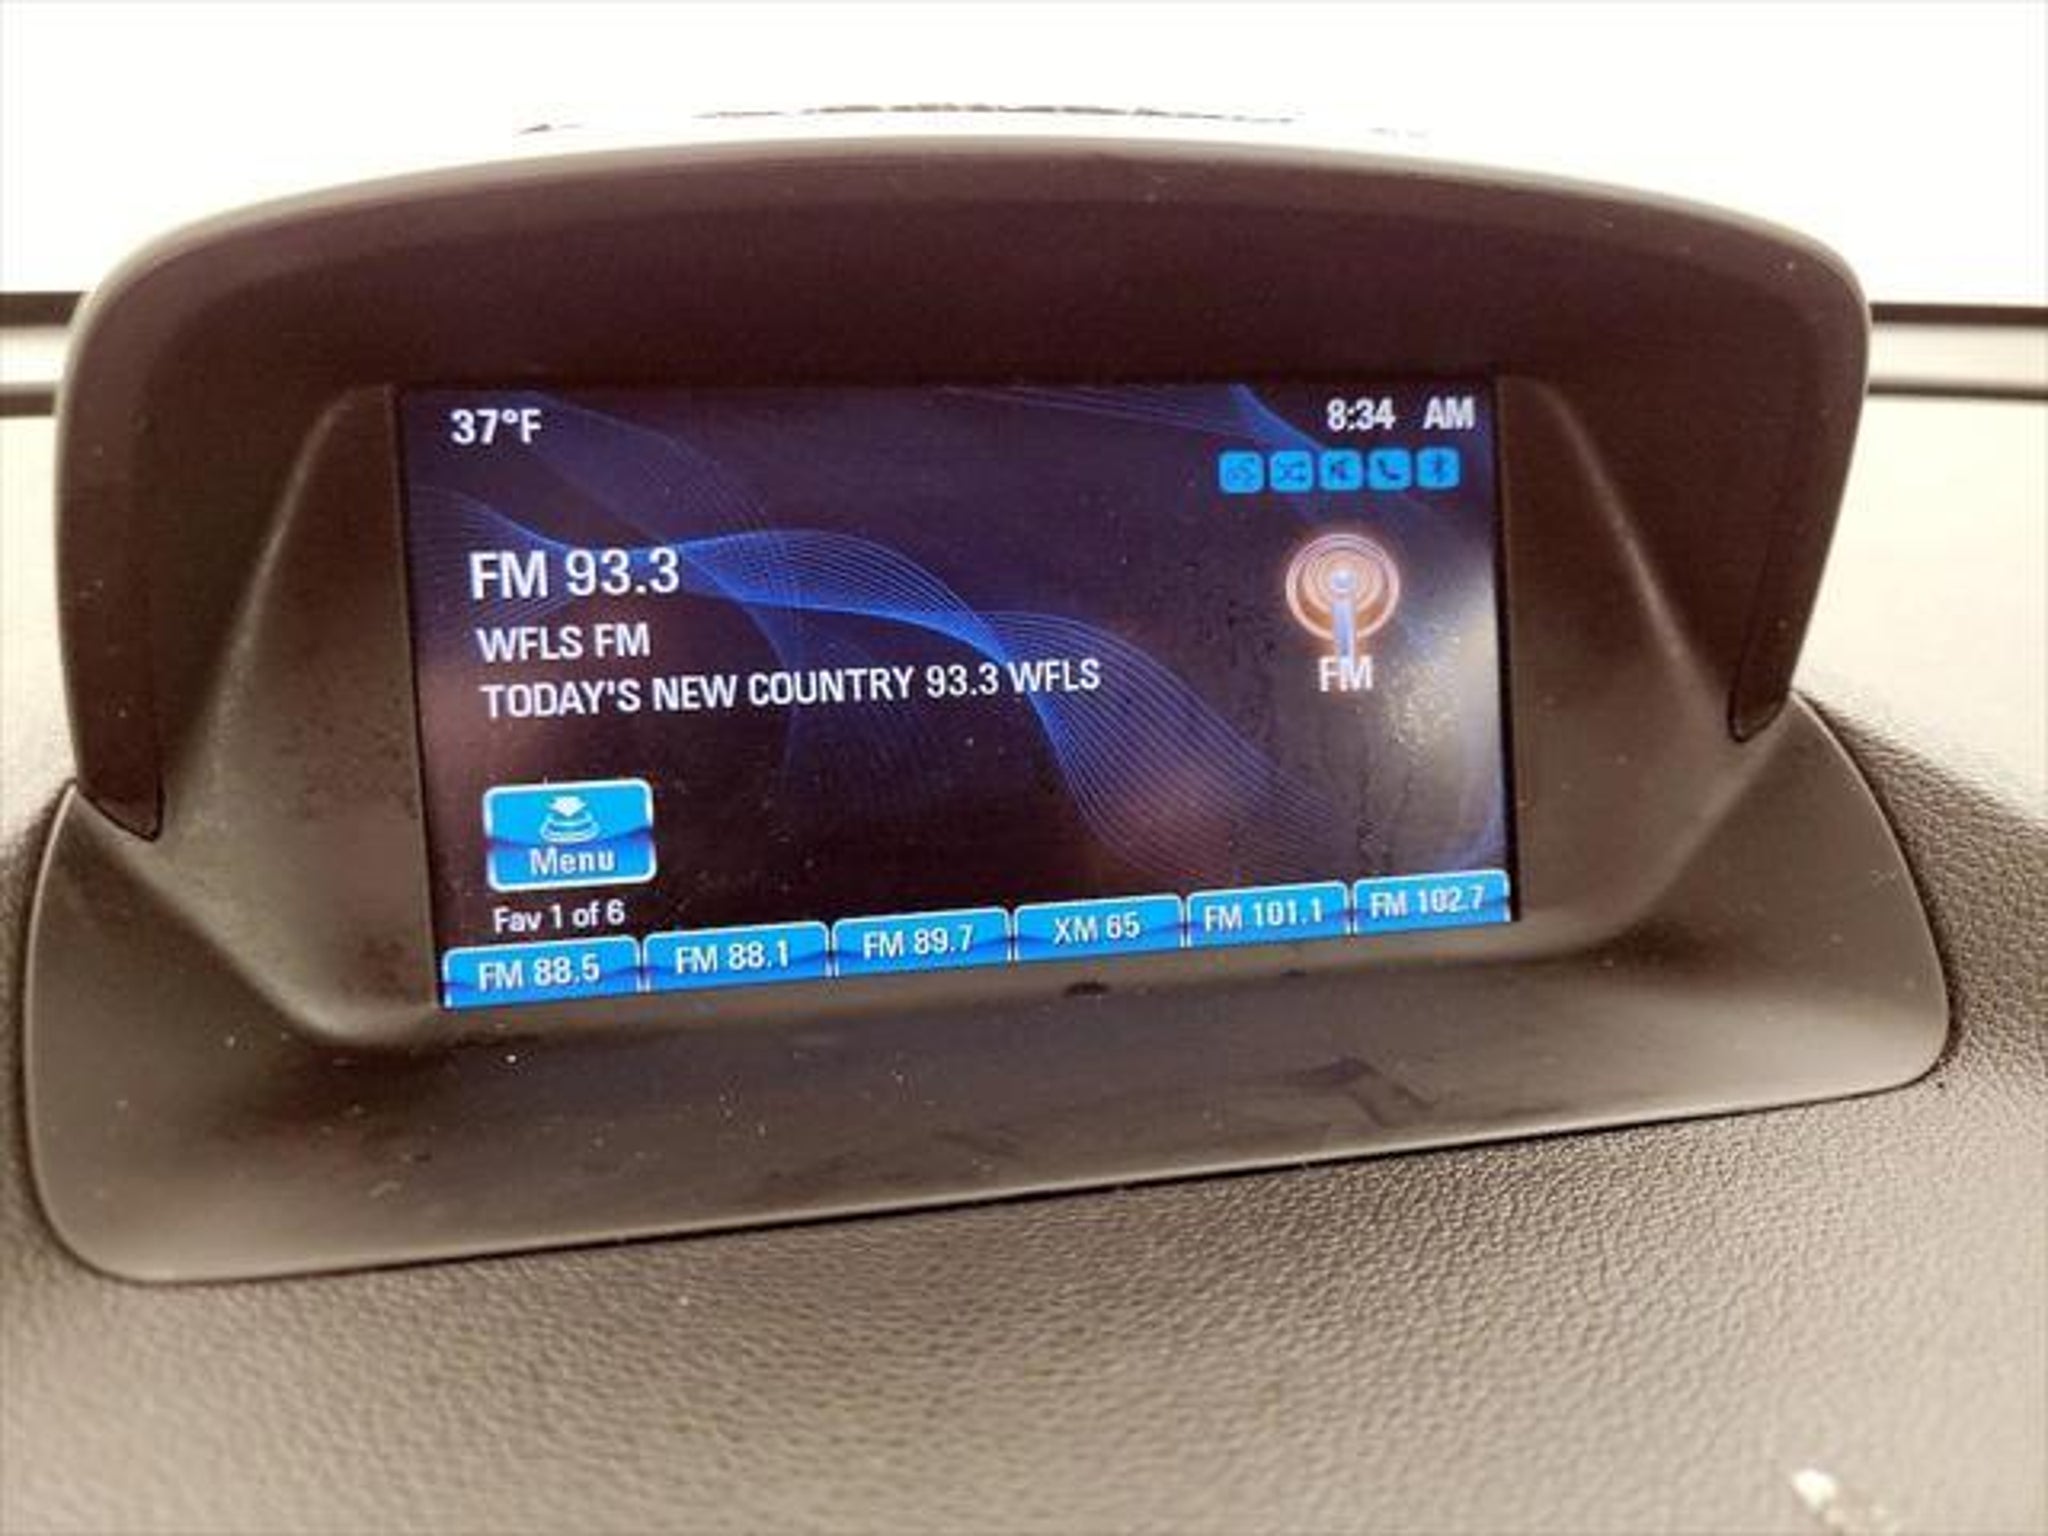 37°F
8:34 AM
FM 93.3
WFLS FM
TODAY'S NEW COUNTRY 93.3 WFLS
FM
Menu
Fav 1 of 6
FM 88.5
FM 88.1
FM 89.7
XM 65
FM 101.1
FM 102.7